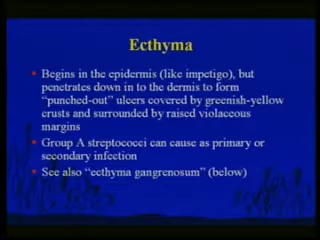 Ecthyma
Begins in the epidermis (like impetigo), but
penetrates down in to the dermis to form
“punched-out” ulcers covered by greenish-yellow
crusts and surrounded by raised violaceous
margins
Group A streptococci can cause as primary or
secondary infection
See also “ecthyma gangrenosum” (below)